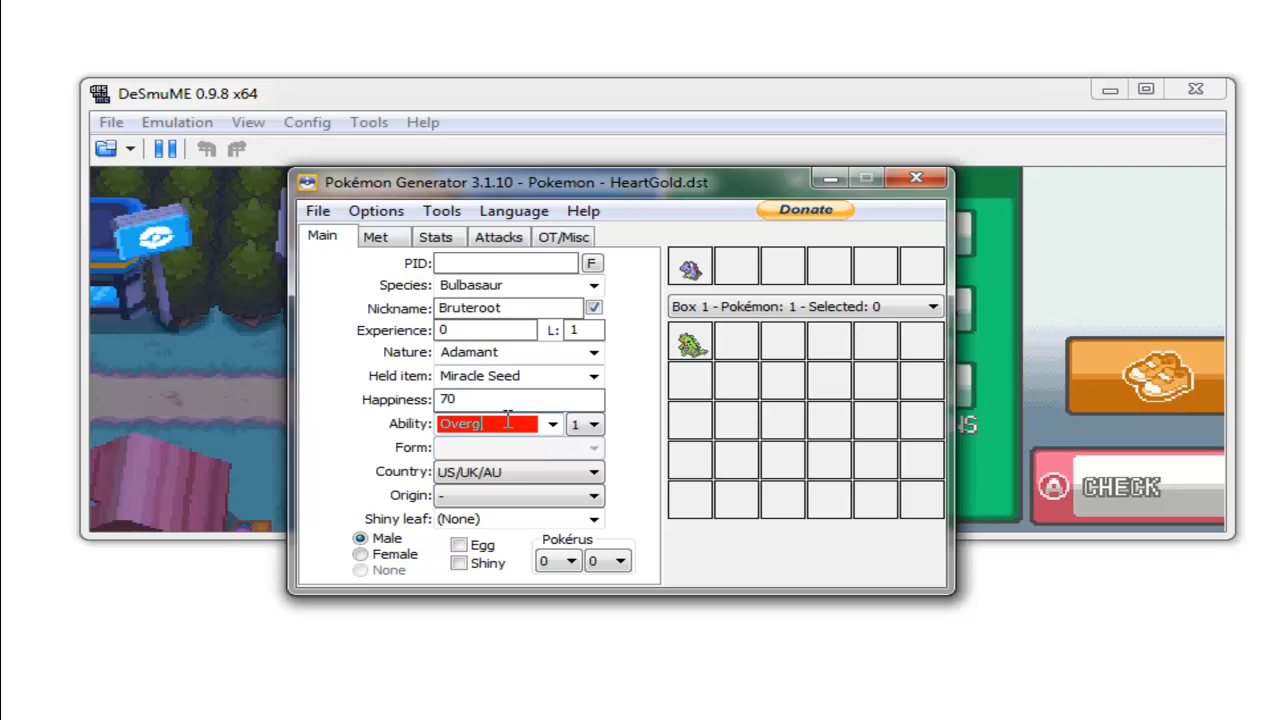 DeSmuME 0.9.8 x64
File Emulation View Config Tools Help
Pokémon Generator 3.1.10 - Pokemon - HeartGold.dst
File Options Tools Language Help Donate
Main Met Stats Attacks OT/Misc
PID: F
Species: Bulbasaur
Nickname: Bruteroot
Box 1 - Pokémon: 1 - Selected: 0
Experience: 0 L: 1
Nature: Adamant
Held item: Miracle Seed
Happiness: 70
Ability: Overg 1
Form:
Country: US/UK/AU
Origin: -
Shiny leaf: (None)
Male
Female
None
Egg
Shiny
Pokérus
0 0
A CHECK